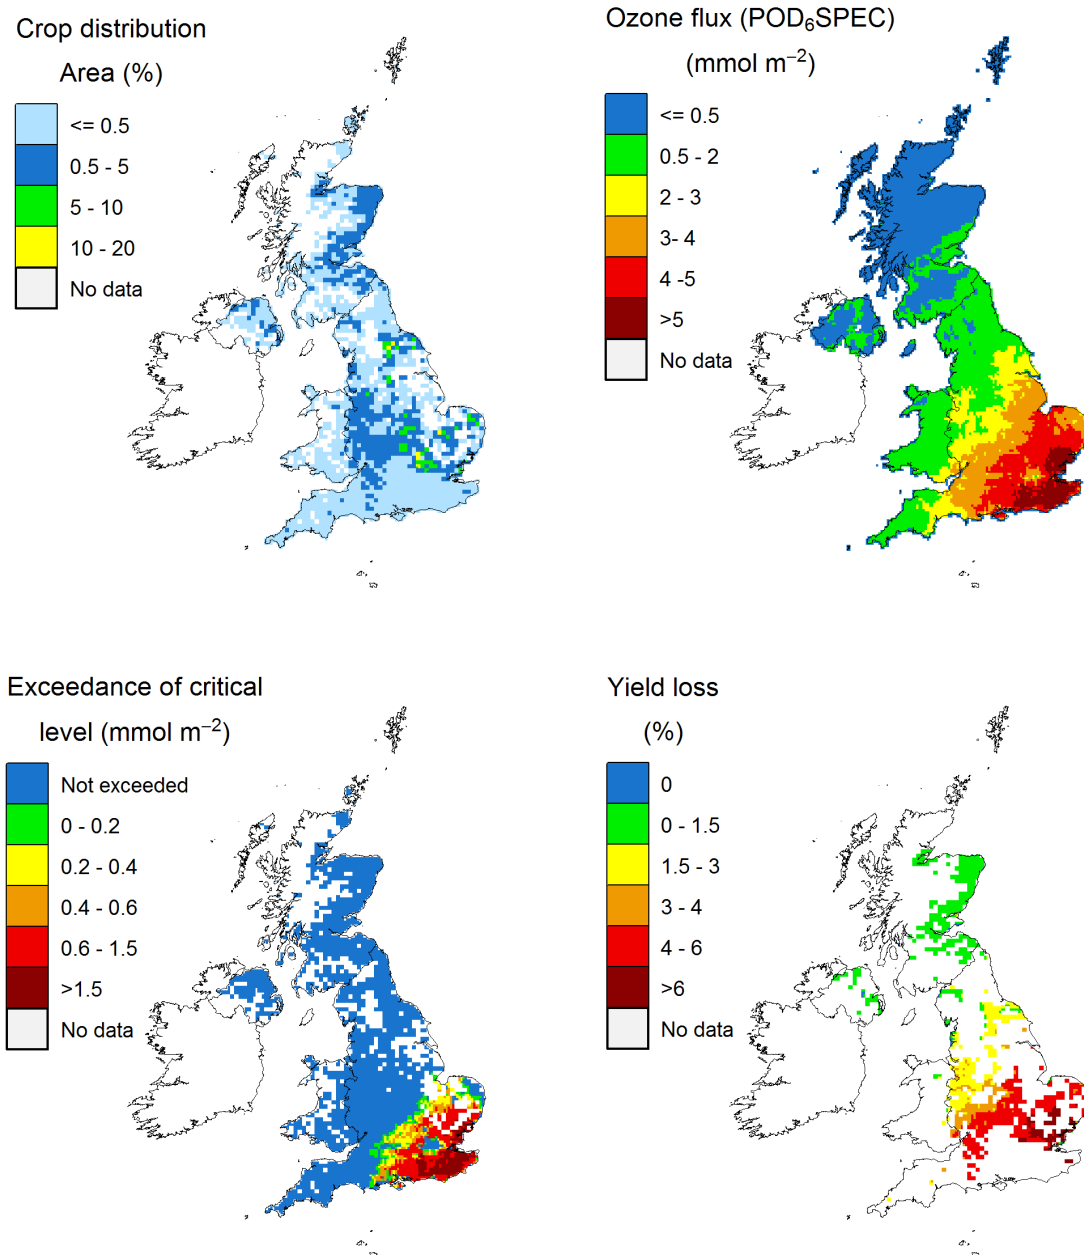 Crop distribution
Area (%)
<= 0.5
0.5 - 5
5 - 10
10 - 20
No data
Ozone flux (POD₆SPEC)
(mmol m⁻²)
<= 0.5
0.5 - 2
2 - 3
3- 4
4 -5
>5
No data
Exceedance of critical
level (mmol m⁻²)
Not exceeded
0 - 0.2
0.2 - 0.4
0.4 - 0.6
0.6 - 1.5
>1.5
No data
Yield loss
(%)
0
0 - 1.5
1.5 - 3
3 - 4
4 - 6
>6
No data